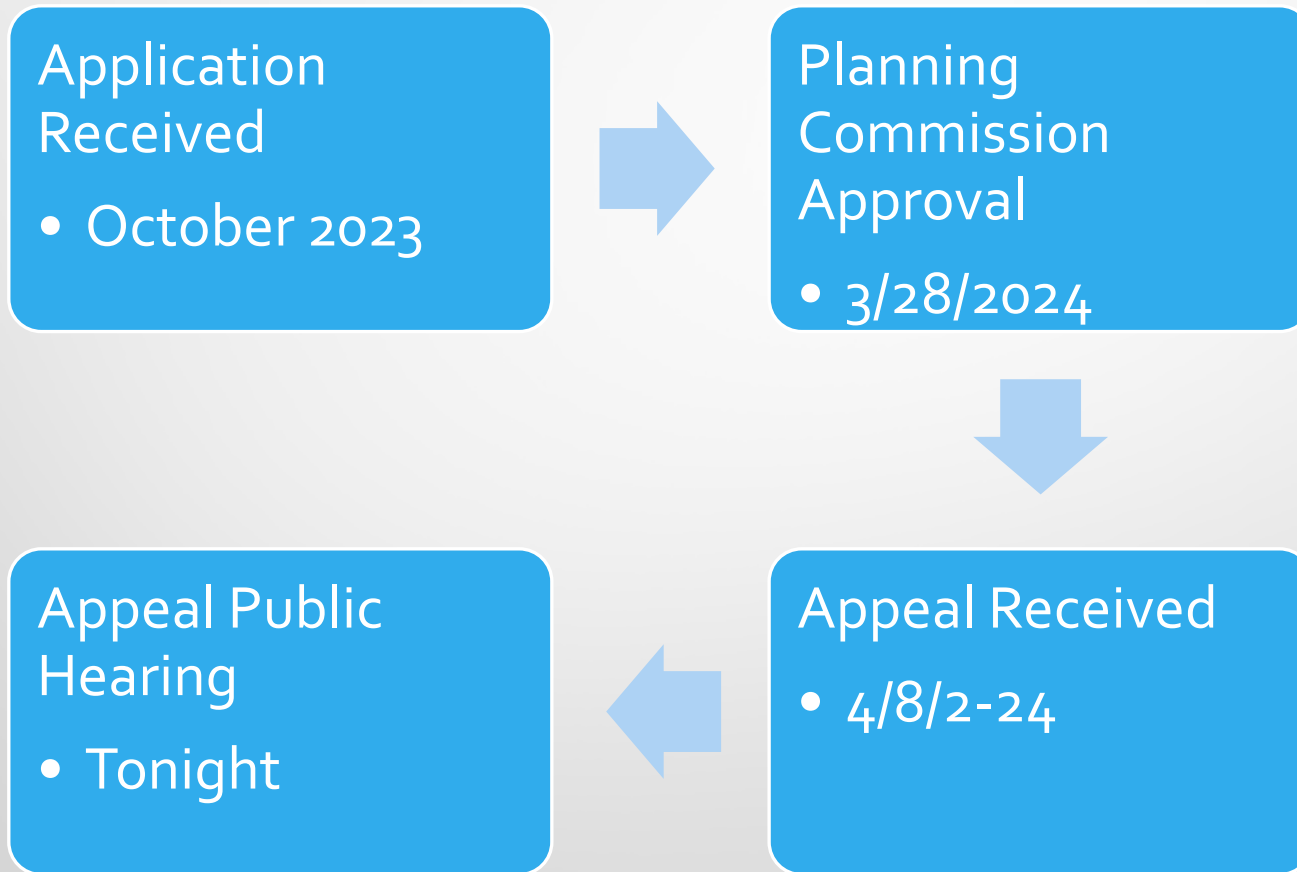 Application
Received
• October 2023
Planning
Commission
Approval
• 3/28/2024
Appeal Received
• 4/8/2-24
Appeal Public
Hearing
• Tonight